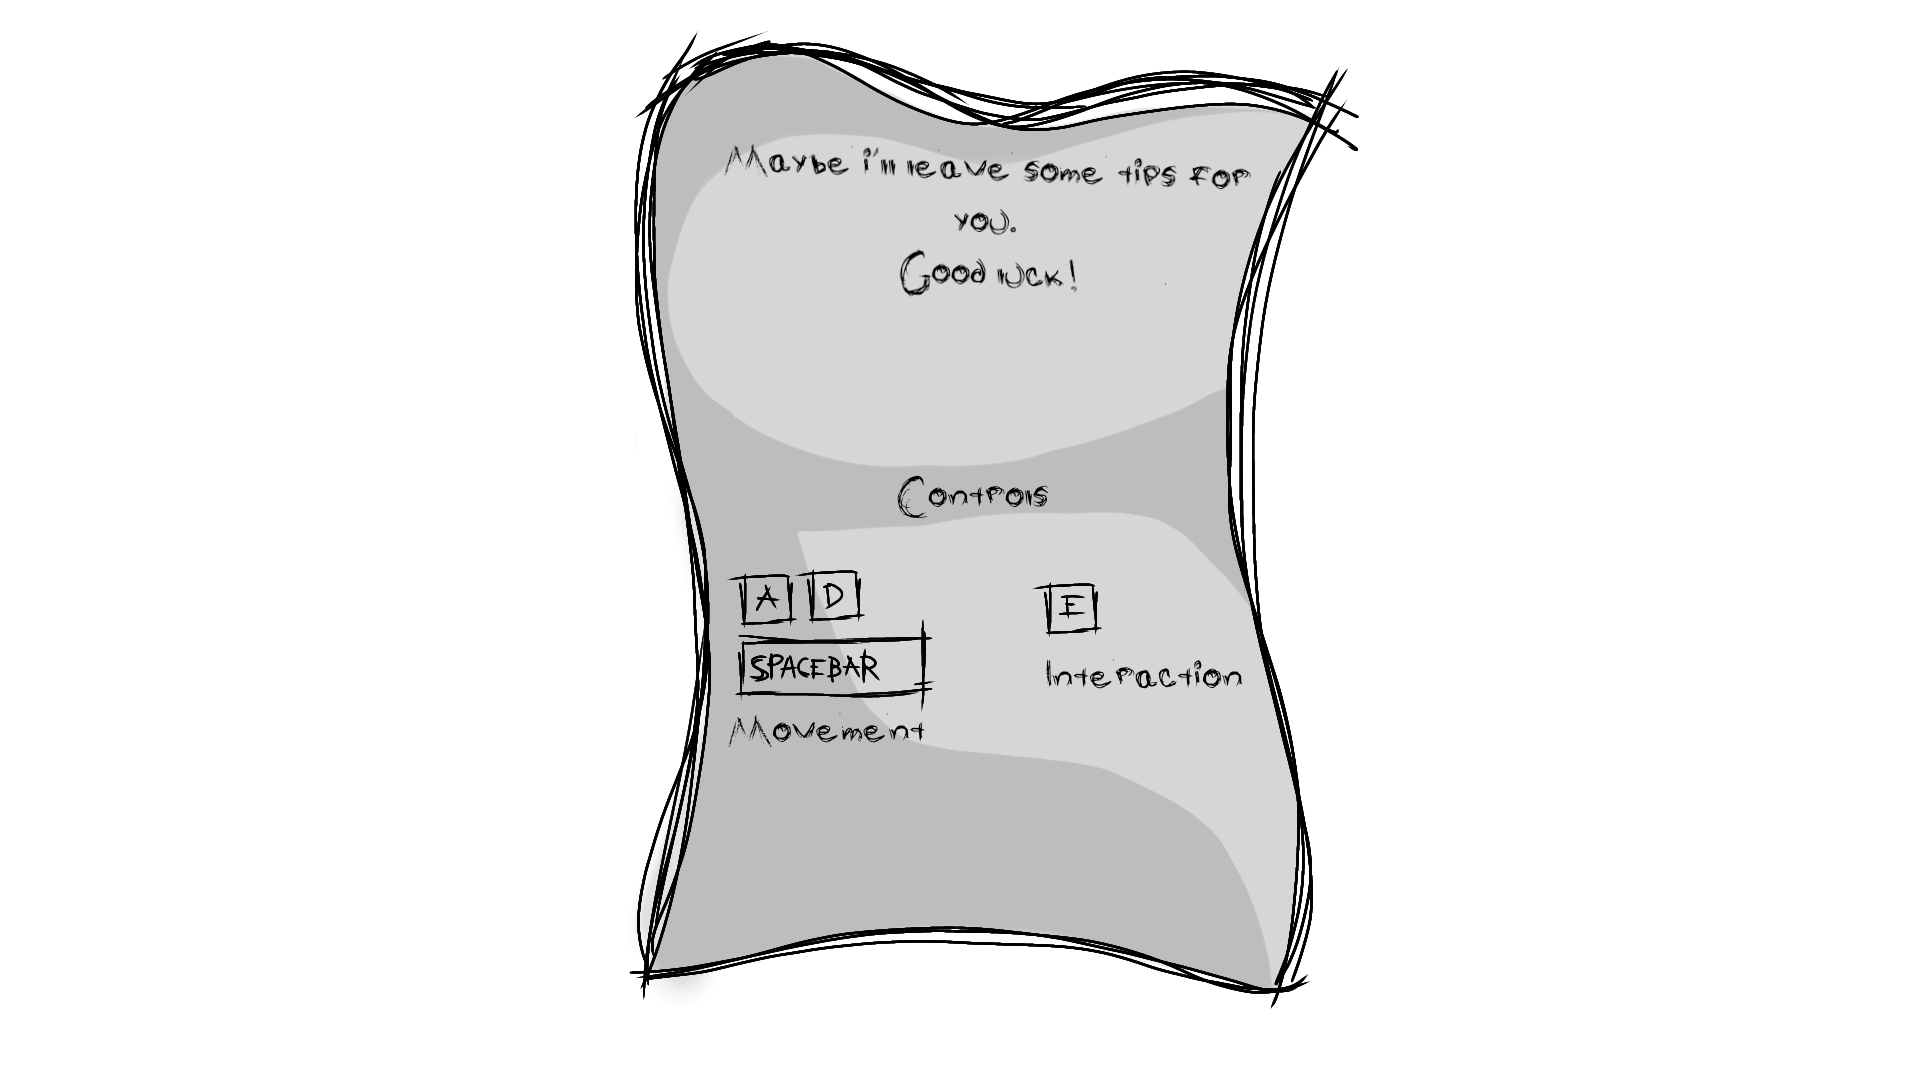 Maybe i'll leave some tips for
you.
Good luck!
Controls
A D
E
SPACEBAR
Interaction
Movement